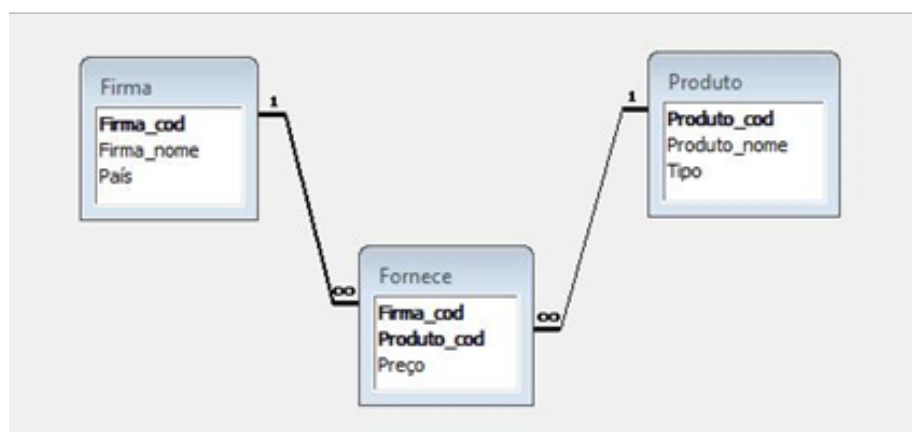 Firma
Firma_cod
Firma_nome
País
1
Produto
Produto_cod
Produto_nome
Tipo
1
Fornece
Firma_cod
Produto_cod
Preço
∞
∞